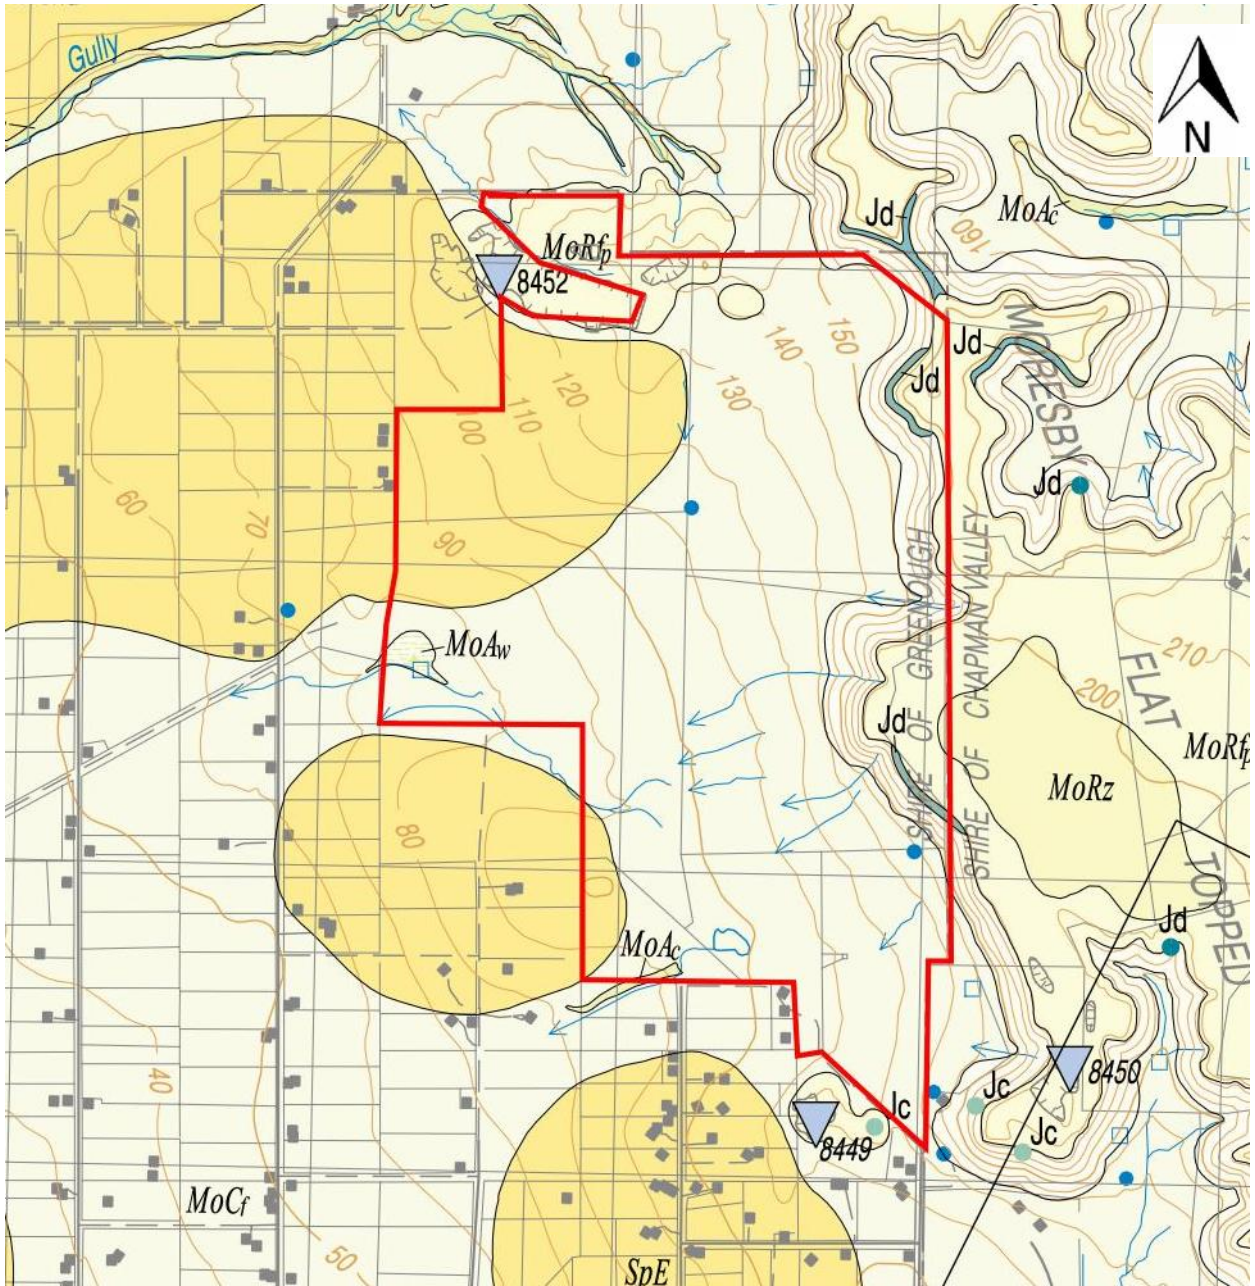 Gully
N
MoAc
Jd
160
MoRfp
8452
MORESBY
150
140
Jd
130
Jd
120
110
100
60
70
Jd
90
SHIRE OF GREENOUGH
SHIRE OF CHAPMAN VALLEY
MoAw
FLAT
210
200
Jd
MoRfp
MoRz
80
TOPPED
Jd
MoAc
8450
40
Jc
Jc
8449
Jc
MoCf
50
SpE